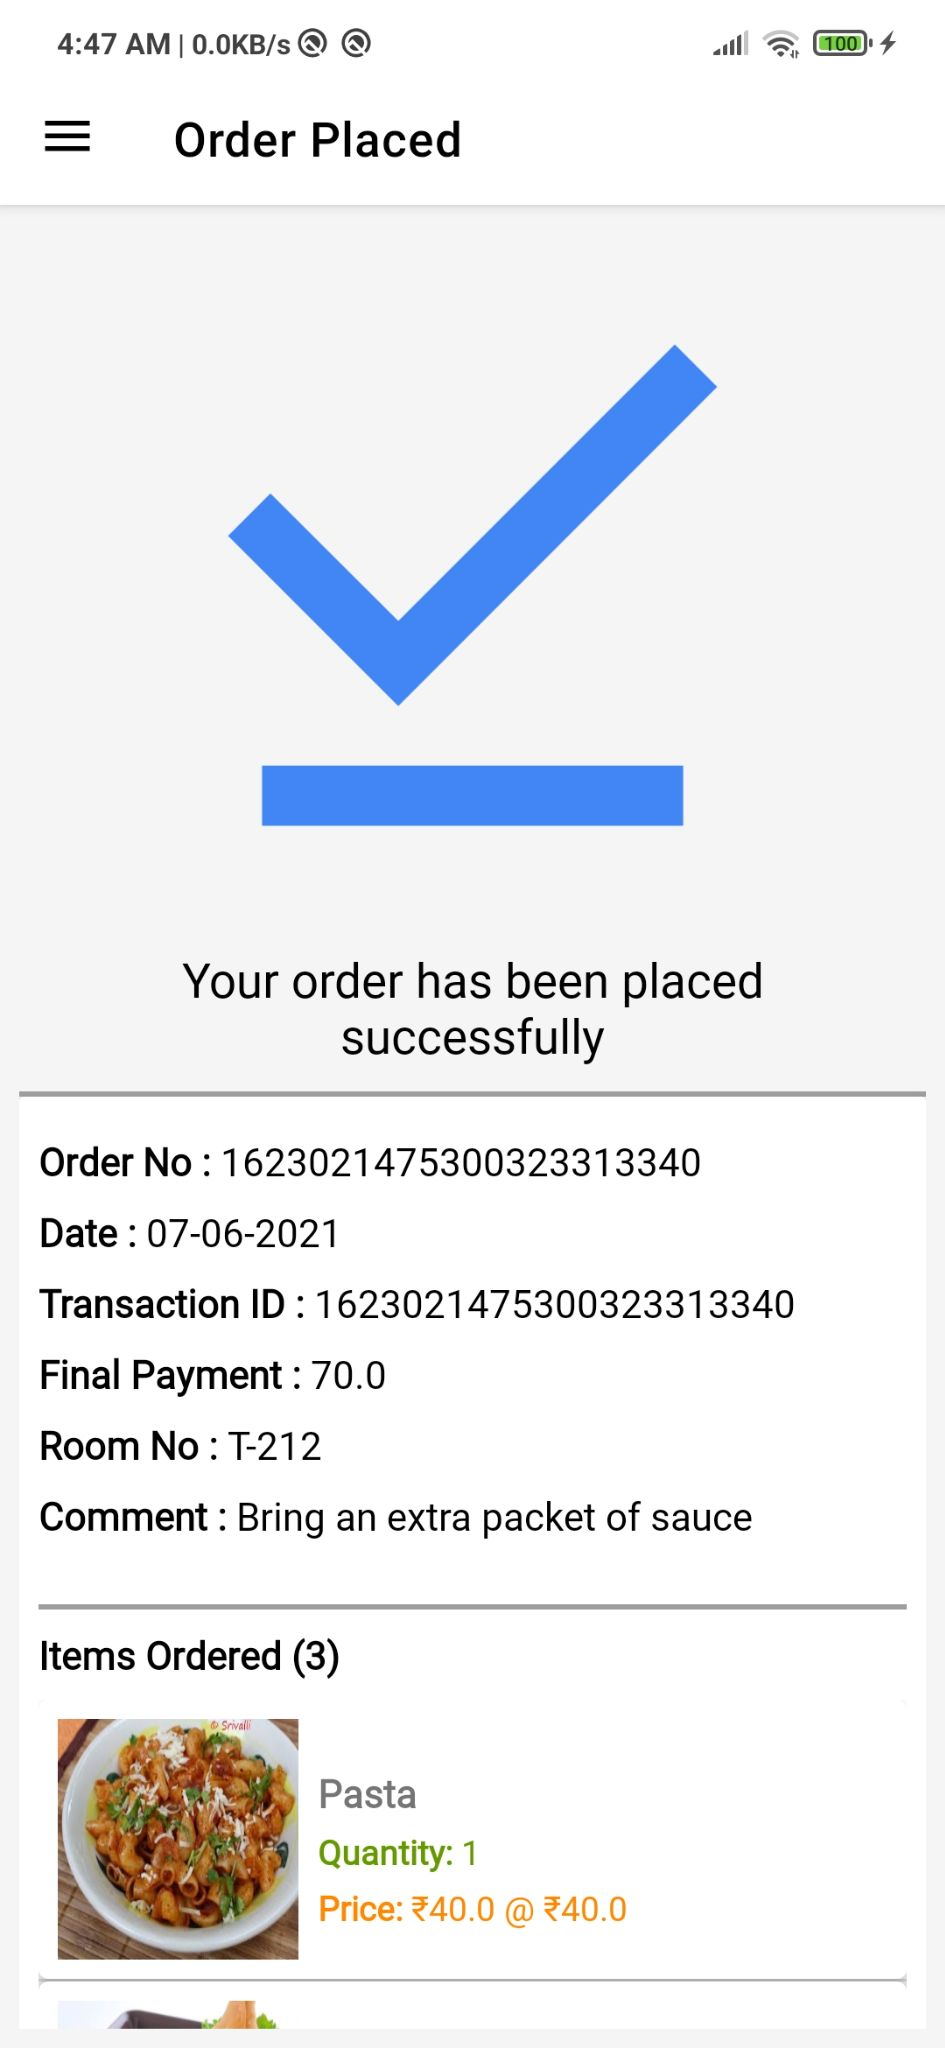 4:47 AM | 0.0KB/s
100
Order Placed
Your order has been placed
successfully
Order No : 1623021475300323313340
Date : 07-06-2021
Transaction ID : 1623021475300323313340
Final Payment : 70.0
Room No : T-212
Comment : Bring an extra packet of sauce
Items Ordered (3)
© Srivalli
Pasta
Quantity: 1
Price: ₹40.0 @ ₹40.0